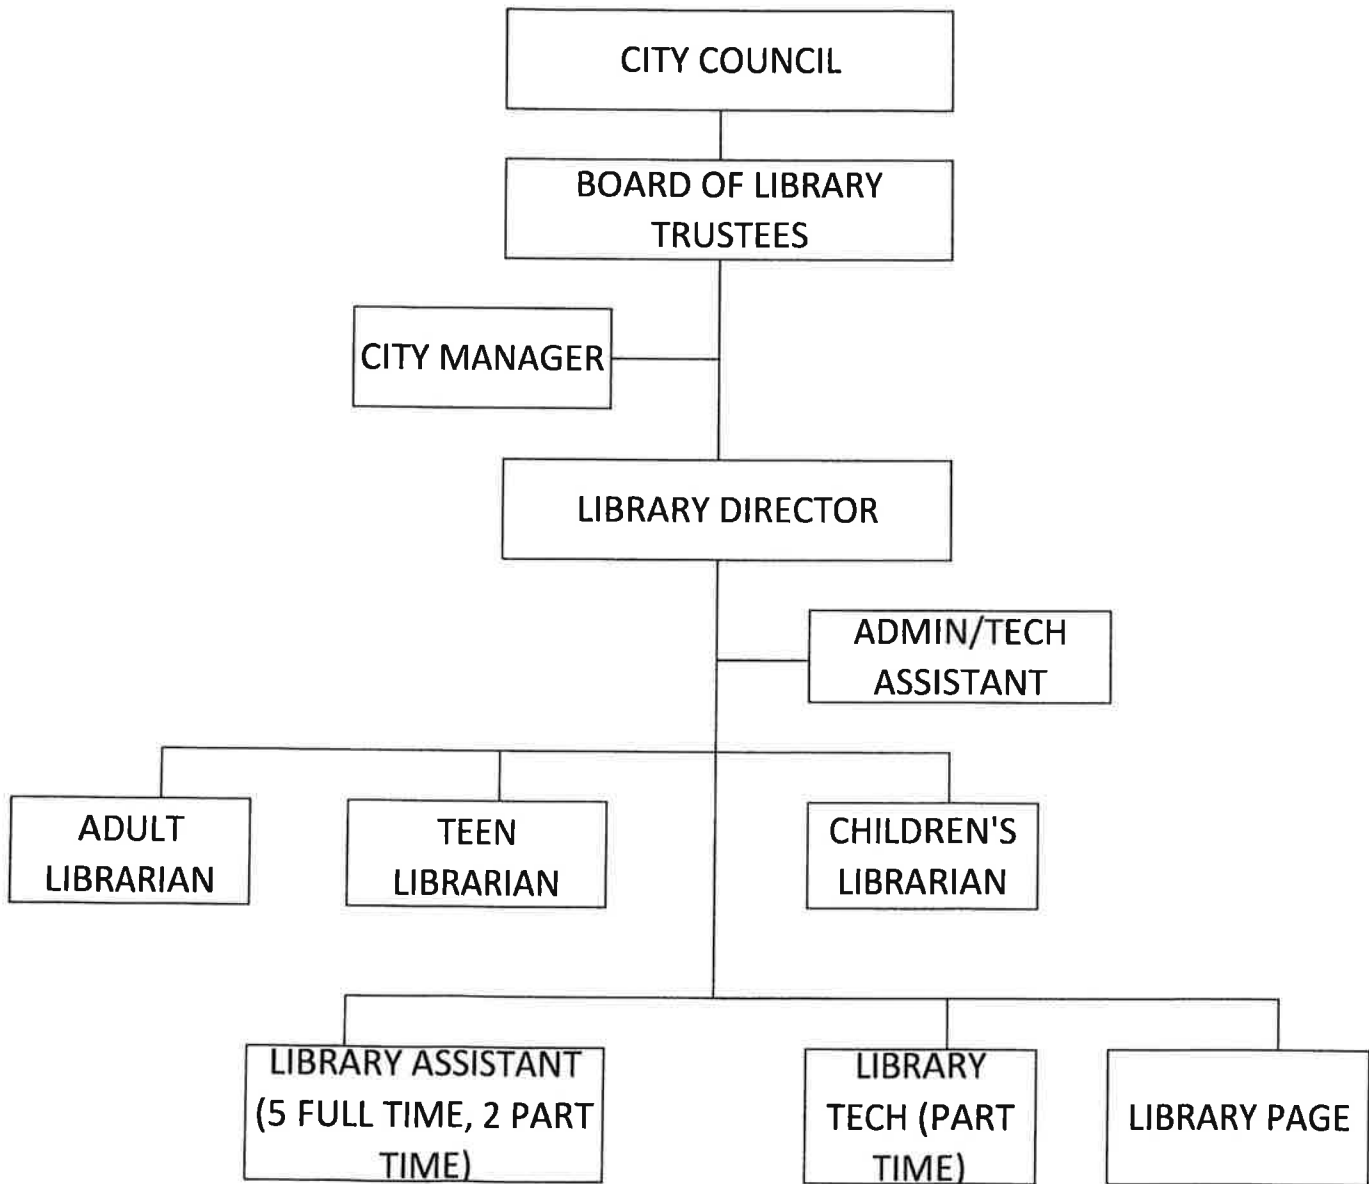 CITY COUNCIL
BOARD OF LIBRARY
TRUSTEES
CITY MANAGER
LIBRARY DIRECTOR
ADMIN/TECH
ASSISTANT
ADULT
LIBRARIAN
TEEN
LIBRARIAN
CHILDREN'S
LIBRARIAN
LIBRARY ASSISTANT
(5 FULL TIME, 2 PART
TIME)
LIBRARY
TECH (PART
TIME)
LIBRARY PAGE